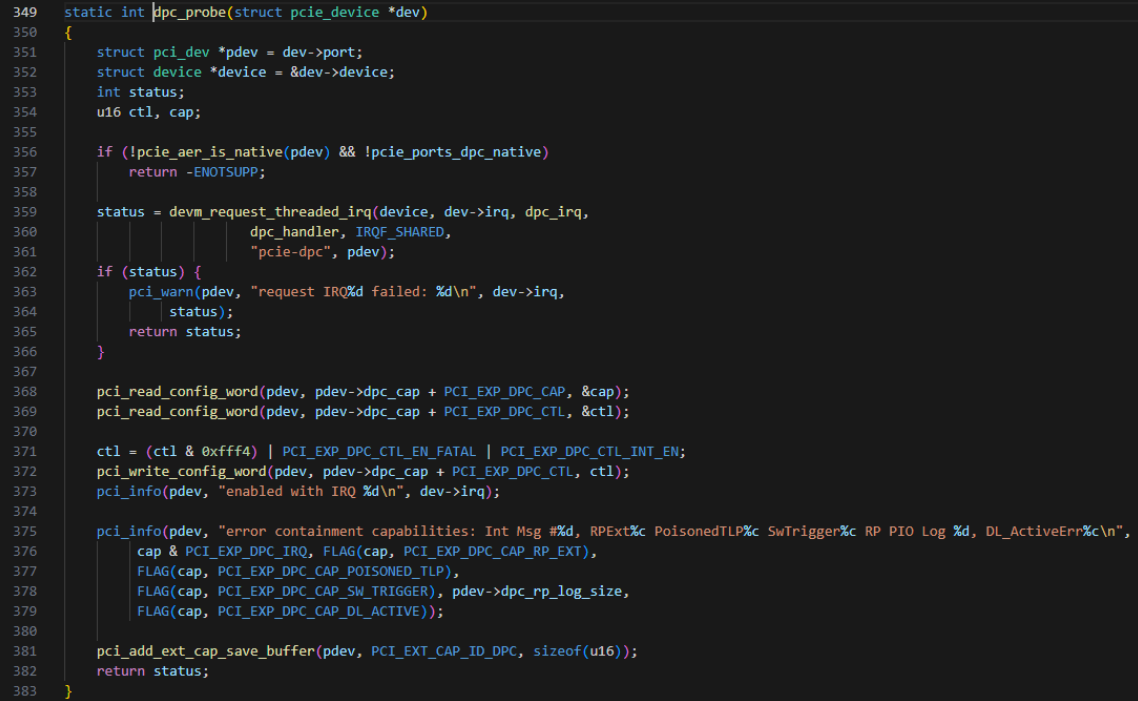 349 static int dpc_probe(struct pcie_device *dev)
350 {
351     struct pci_dev *pdev = dev->port;
352     struct device *device = &dev->device;
353     int status;
354     u16 ctl, cap;
355
356     if (!pcie_aer_is_native(pdev) && !pcie_ports_dpc_native)
357         return -ENOTSUPP;
358
359     status = devm_request_threaded_irq(device, dev->irq, dpc_irq,
360                        dpc_handler, IRQF_SHARED,
361                        "pcie-dpc", pdev);
362     if (status) {
363         pci_warn(pdev, "request IRQ%d failed: %d\n", dev->irq,
364              status);
365         return status;
366     }
367
368     pci_read_config_word(pdev, pdev->dpc_cap + PCI_EXP_DPC_CAP, &cap);
369     pci_read_config_word(pdev, pdev->dpc_cap + PCI_EXP_DPC_CTL, &ctl);
370
371     ctl = (ctl & 0xfff4) | PCI_EXP_DPC_CTL_EN_FATAL | PCI_EXP_DPC_CTL_INT_EN;
372     pci_write_config_word(pdev, pdev->dpc_cap + PCI_EXP_DPC_CTL, ctl);
373     pci_info(pdev, "enabled with IRQ %d\n", dev->irq);
374
375     pci_info(pdev, "error containment capabilities: Int Msg #%d, RPExt%c PoisonedTLP%c SwTrigger%c RP PIO Log %d, DL_ActiveErr%c\n",
376          cap & PCI_EXP_DPC_IRQ, FLAG(cap, PCI_EXP_DPC_CAP_RP_EXT),
377          FLAG(cap, PCI_EXP_DPC_CAP_POISONED_TLP),
378          FLAG(cap, PCI_EXP_DPC_CAP_SW_TRIGGER), pdev->dpc_rp_log_size,
379          FLAG(cap, PCI_EXP_DPC_CAP_DL_ACTIVE));
380
381     pci_add_ext_cap_save_buffer(pdev, PCI_EXT_CAP_ID_DPC, sizeof(u16));
382     return status;
383 }